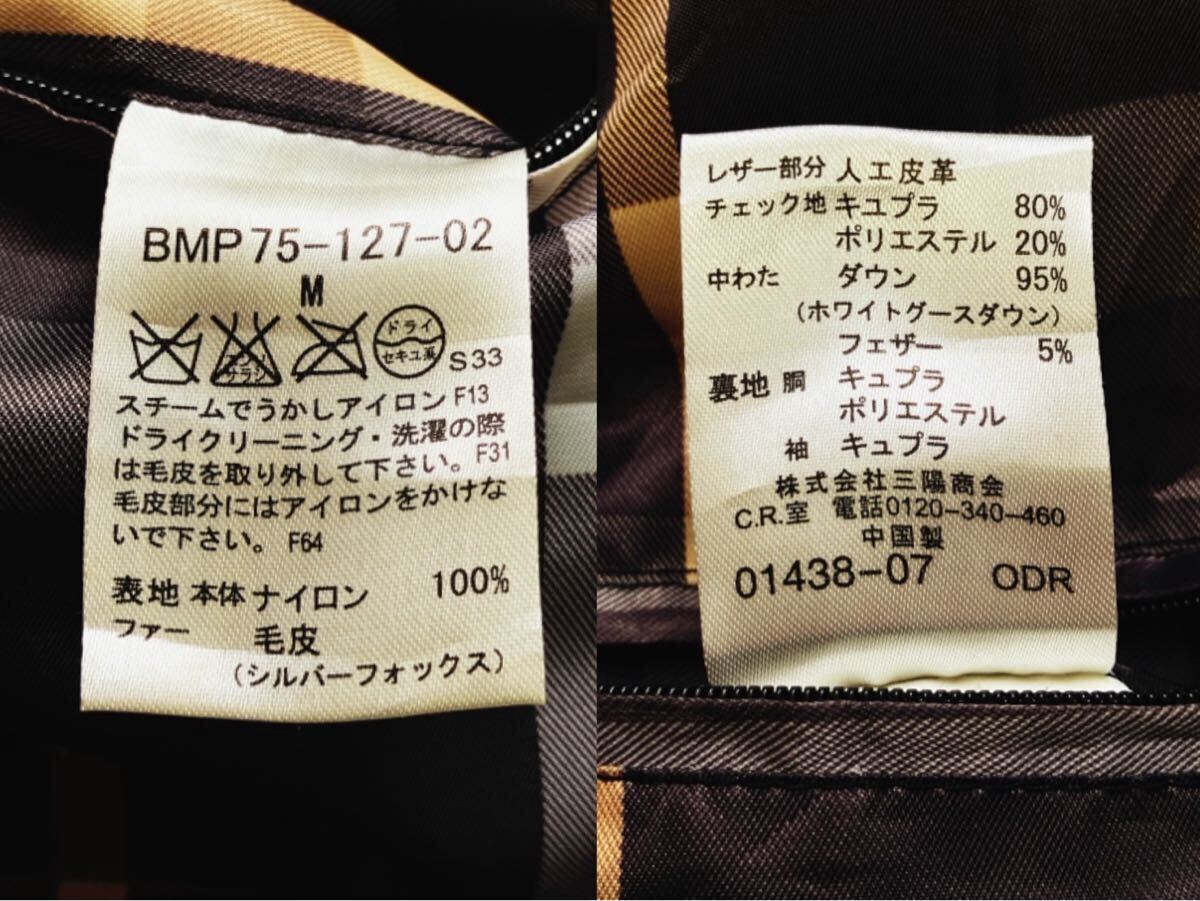 BMP75-127-02
M
エンソ
サラシ
ドライ
セキユ系
S33
スチームでうかしアイロン F13
ドライクリーニング・洗濯の際
は毛皮を取り外して下さい。F31
毛皮部分にはアイロンをかけな
いで下さい。 F64
表地 本体 ナイロン 100%
ファー 毛皮
(シルバーフォックス)
レザー部分 人工皮革
チェック地 キュプラ 80%
ポリエステル 20%
中わた ダウン 95%
(ホワイトグースダウン)
フェザー 5%
裏地 胴 キュプラ
ポリエステル
袖 キュプラ
株式会社三陽商会
C.R.室 電話0120-340-460
中国製
01438-07 ODR